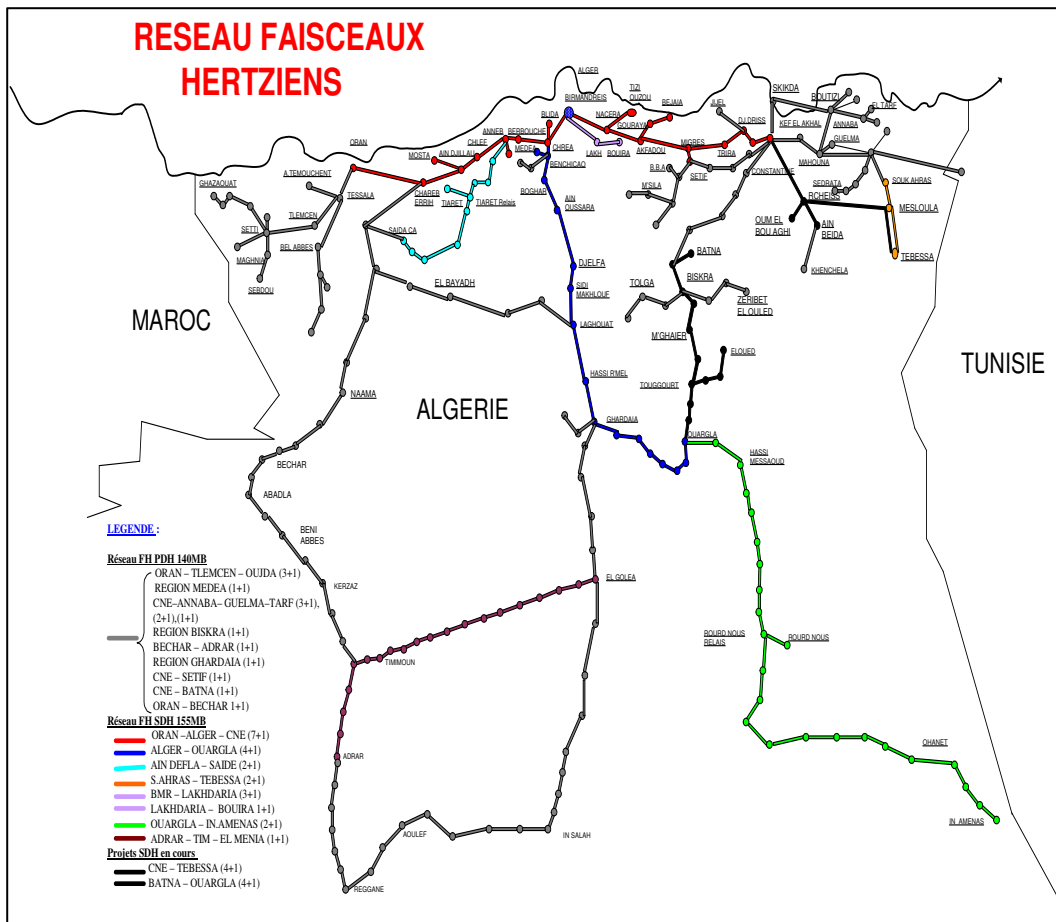 RESEAU FAISCEAUX
HERTZIENS
ALGER
BIRMANDREIS
TIZI
OUZOU
BEJAIA
SKIKDA
BOUTIZI
EL TARF
BLIDA
NACERA
GOURAYA
JIJEL
DJ.DRISS
KEF EL AKHAL
ANNABA
GUELMA
ORAN
MOSTA
AIN DJILLAU
CHLEF
ANNEB
BERBOUCHE
MEDEA
CHREA
BENCHICAO
LAKH
BOUIRA
AKFADOU
MIGRES
TRIRA
B.B.A
SETIF
CONSTANTINE
MAHOUNA
A.TEMOUCHENT
GHAZAOUAT
TESSALA
CHAREB
ERRIH
TIARET
TIARET Relais
BOGHAR
AIN
OUSSARA
M'SILA
SEDRATA
SOUK AHRAS
RCHEISS
MESLOULA
TLEMCEN
SETTI
BEL ABBES
SAIDA CA
OUM EL
BOU AGHI
AIN
BEIDA
TEBESSA
MAGHNIA
SEBDOU
DJELFA
BATNA
KHENCHELA
EL BAYADH
SIDI
MAKHLOUF
TOLGA
BISKRA
ZERIBET
EL OULED
MAROC
LAGHOUAT
M'GHAIER
ELOUED
TUNISIE
HASSI R'MEL
TOUGGOURT
NAAMA
ALGERIE
GHARDAIA
OUARGLA
HASSI
MESSAOUD
BECHAR
ABADLA
BENI
ABBES
KERZAZ
EL GOLEA
ROURD NOUS
RELAIS
ROURD NOUS
TIMIMOUN
ADRAR
OHANET
AOULEF
IN SALAH
IN AMENAS
REGGANE
LEGENDE :
Réseau FH PDH 140MB
ORAN – TLEMCEN – OUJDA (3+1)
REGION MEDEA (1+1)
CNE–ANNABA– GUELMA–TARF (3+1),
(2+1),(1+1)
REGION BISKRA (1+1)
BECHAR – ADRAR (1+1)
REGION GHARDAIA (1+1)
CNE – SETIF (1+1)
CNE – BATNA (1+1)
ORAN – BECHAR 1+1)
Réseau FH SDH 155MB
ORAN –ALGER – CNE (7+1)
ALGER – OUARGLA (4+1)
AIN DEFLA – SAIDE (2+1)
S.AHRAS – TEBESSA (2+1)
BMR – LAKHDARIA (3+1)
LAKHDARIA – BOUIRA 1+1)
OUARGLA – IN.AMENAS (2+1)
ADRAR – TIM – EL MENIA (1+1)
Projets SDH en cours
CNE – TEBESSA (4+1)
BATNA – OUARGLA (4+1)